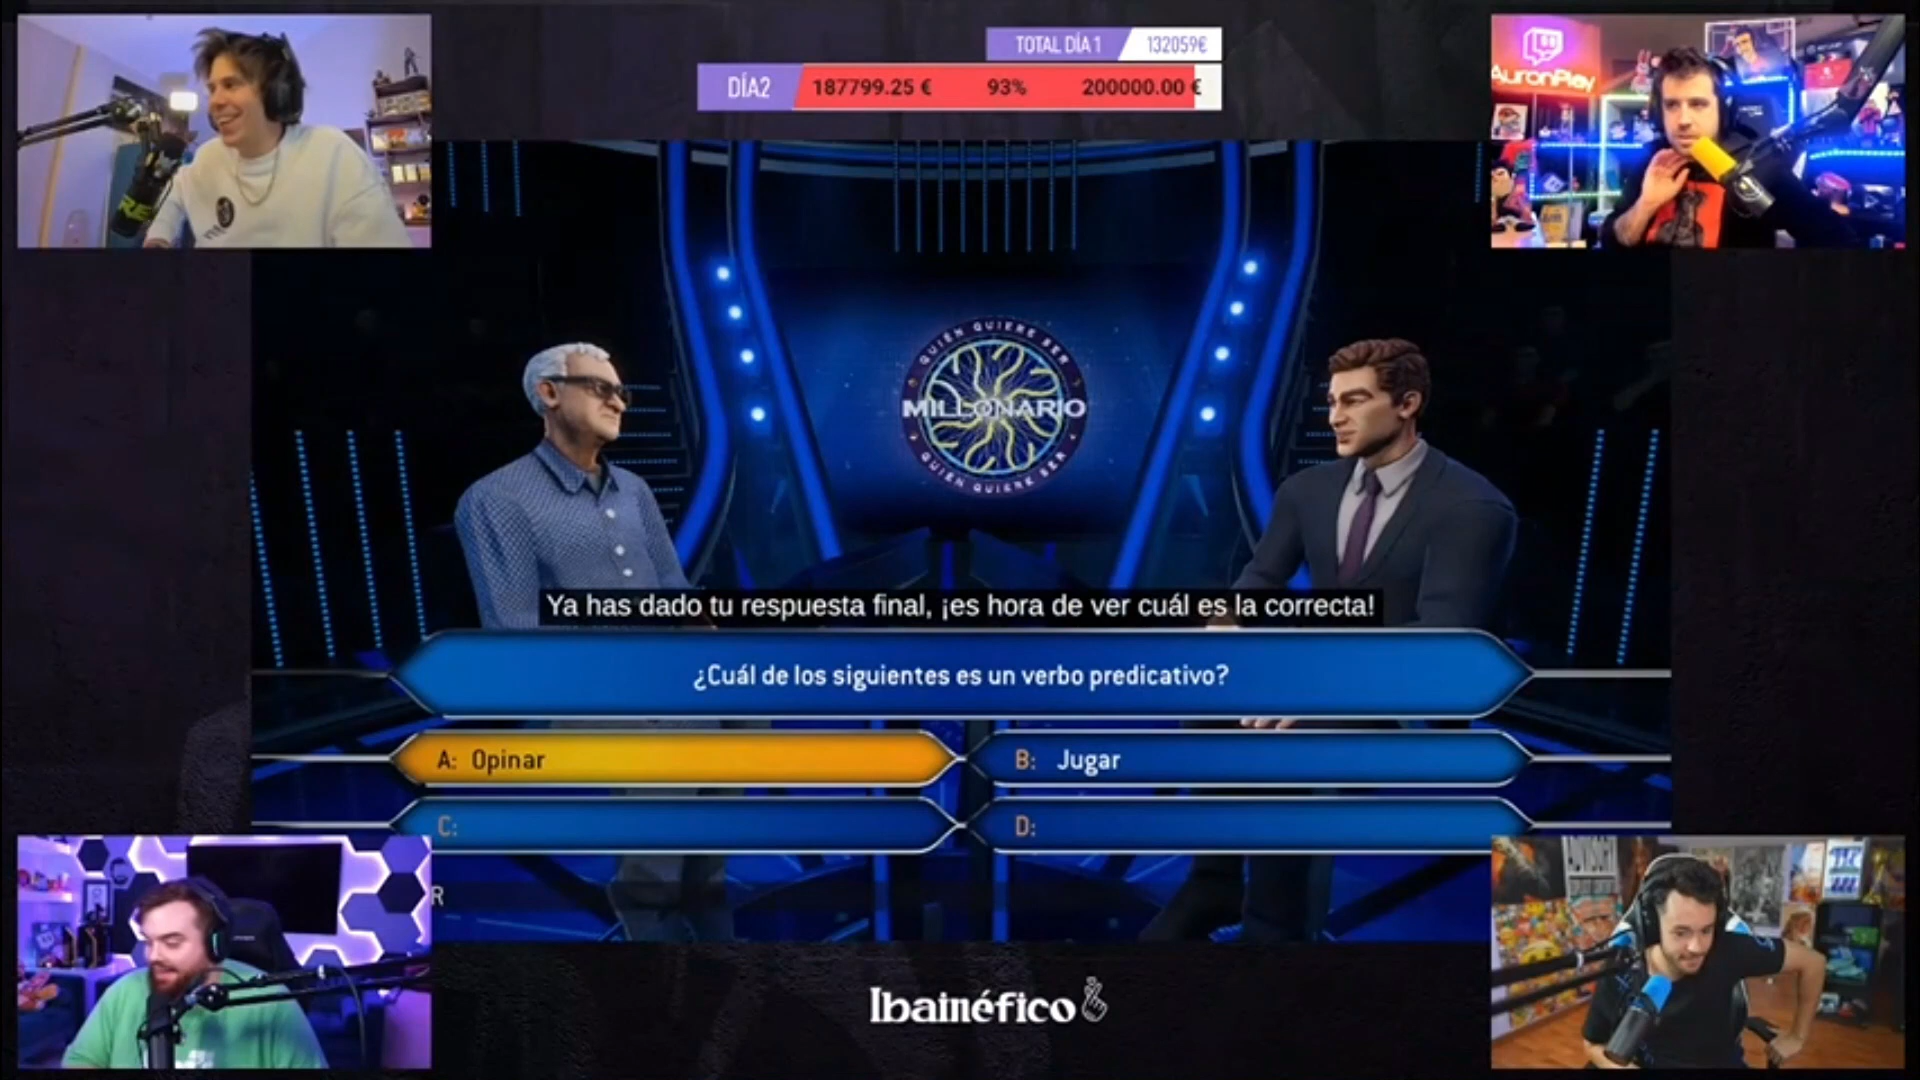 TOTAL DÍA 1 132059€
DÍA2 187799.25 € 93% 200000.00 €
AuronPlay
QUIÉN QUIERE SER
MILLONARIO
QUIÉN QUIERE SER
Ya has dado tu respuesta final, ¡es hora de ver cuál es la correcta!
¿Cuál de los siguientes es un verbo predicativo?
A: Opinar
B: Jugar
C:
D:
R
Ibainéfico